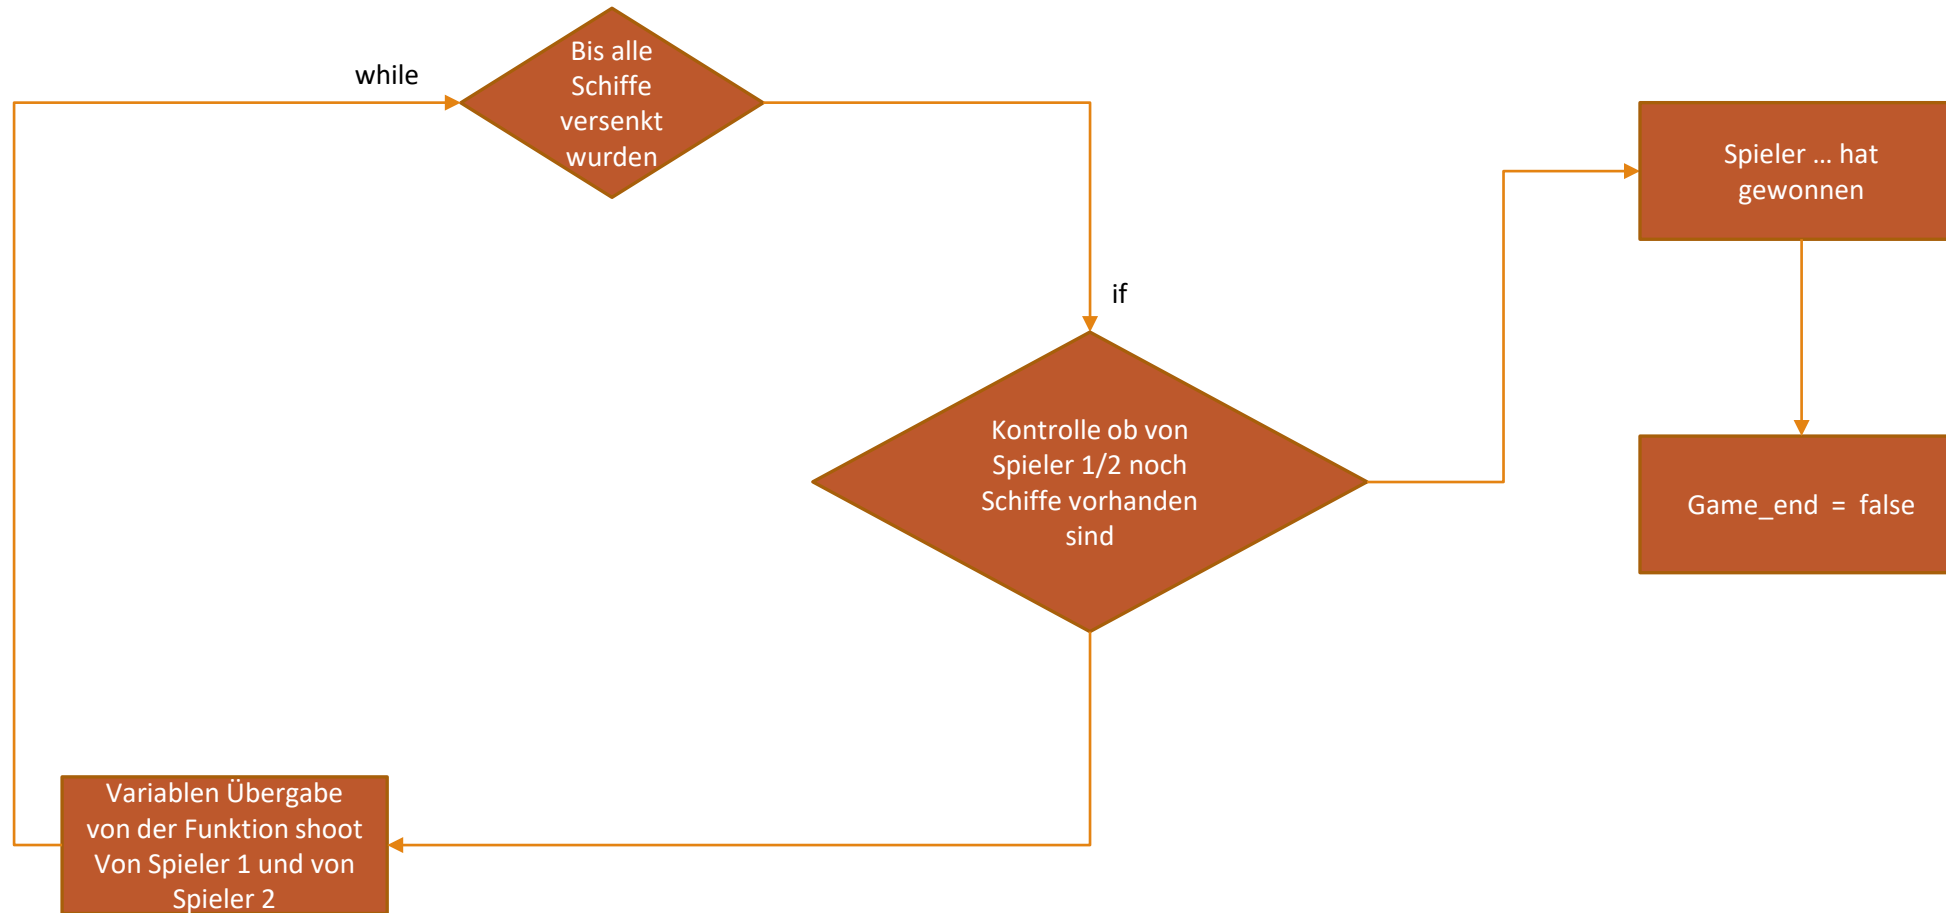 while
Bis alle
Schiffe
versenkt
wurden
if
Kontrolle ob von
Spieler 1/2 noch
Schiffe vorhanden
sind
Spieler ... hat
gewonnen
Game_end = false
Variablen Übergabe
von der Funktion shoot
Von Spieler 1 und von
Spieler 2